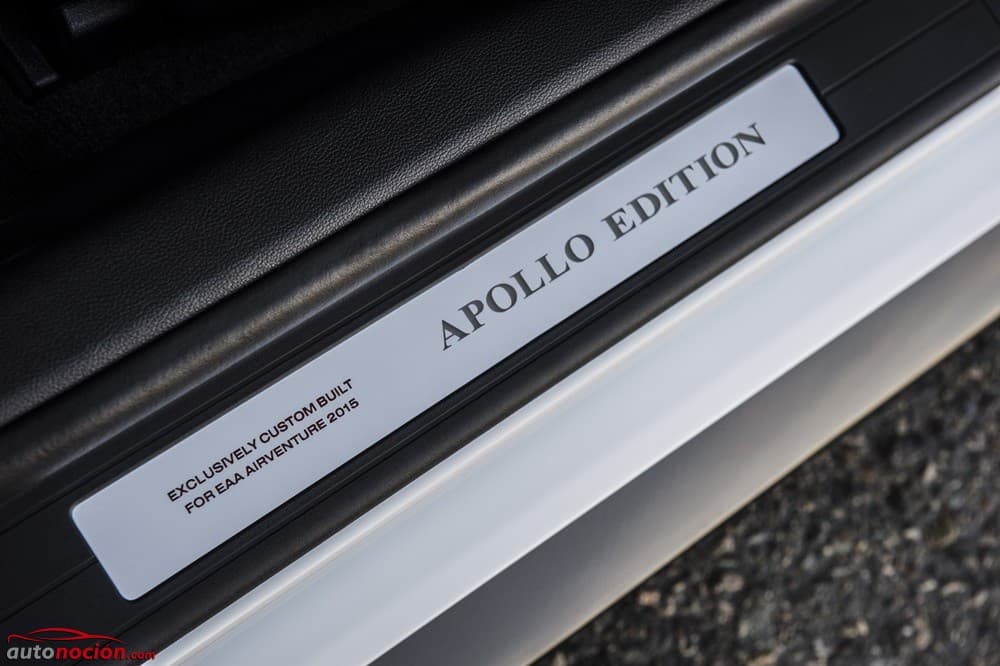 APOLLO EDITION
EXCLUSIVELY CUSTOM BUILT
FOR EAA AIRVENTURE 2015
autonoción.com